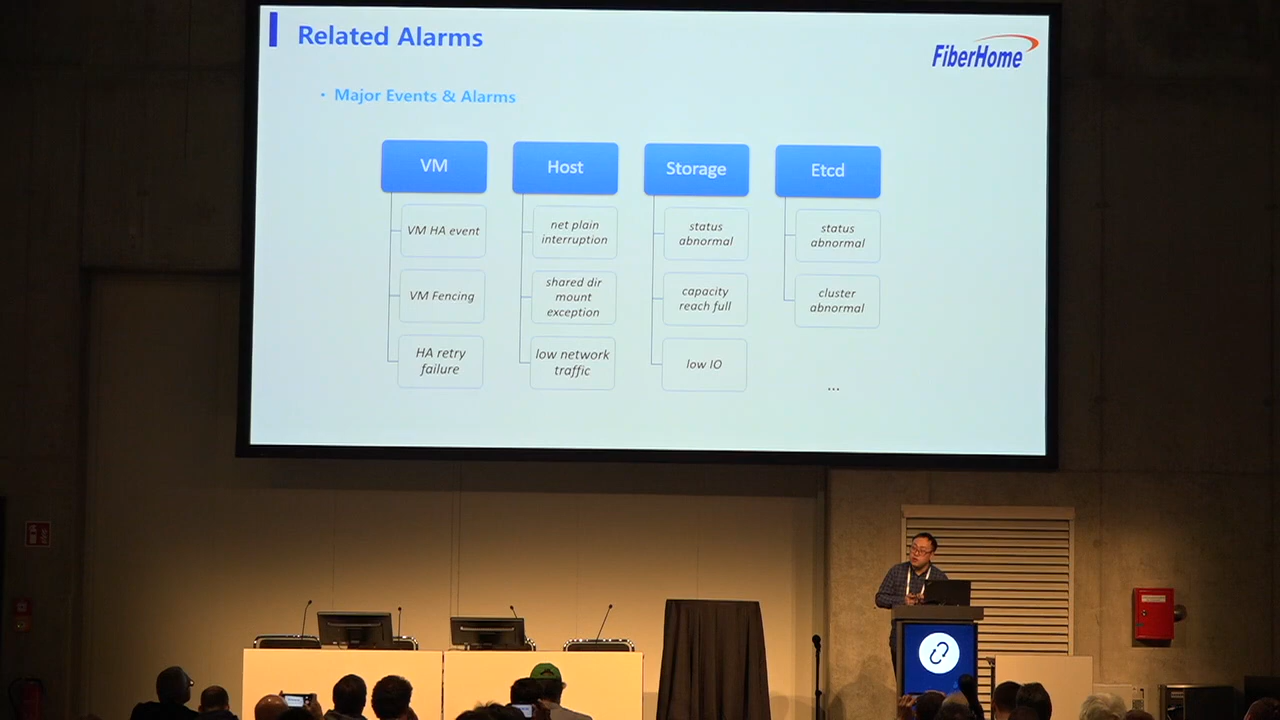 Related Alarms
FiberHome
• Major Events & Alarms
VM
VM HA event
VM Fencing
HA retry
failure
Host
net plain
interruption
shared dir
mount
exception
low network
traffic
Storage
status
abnormal
capacity
reach full
low IO
Etcd
status
abnormal
cluster
abnormal
...